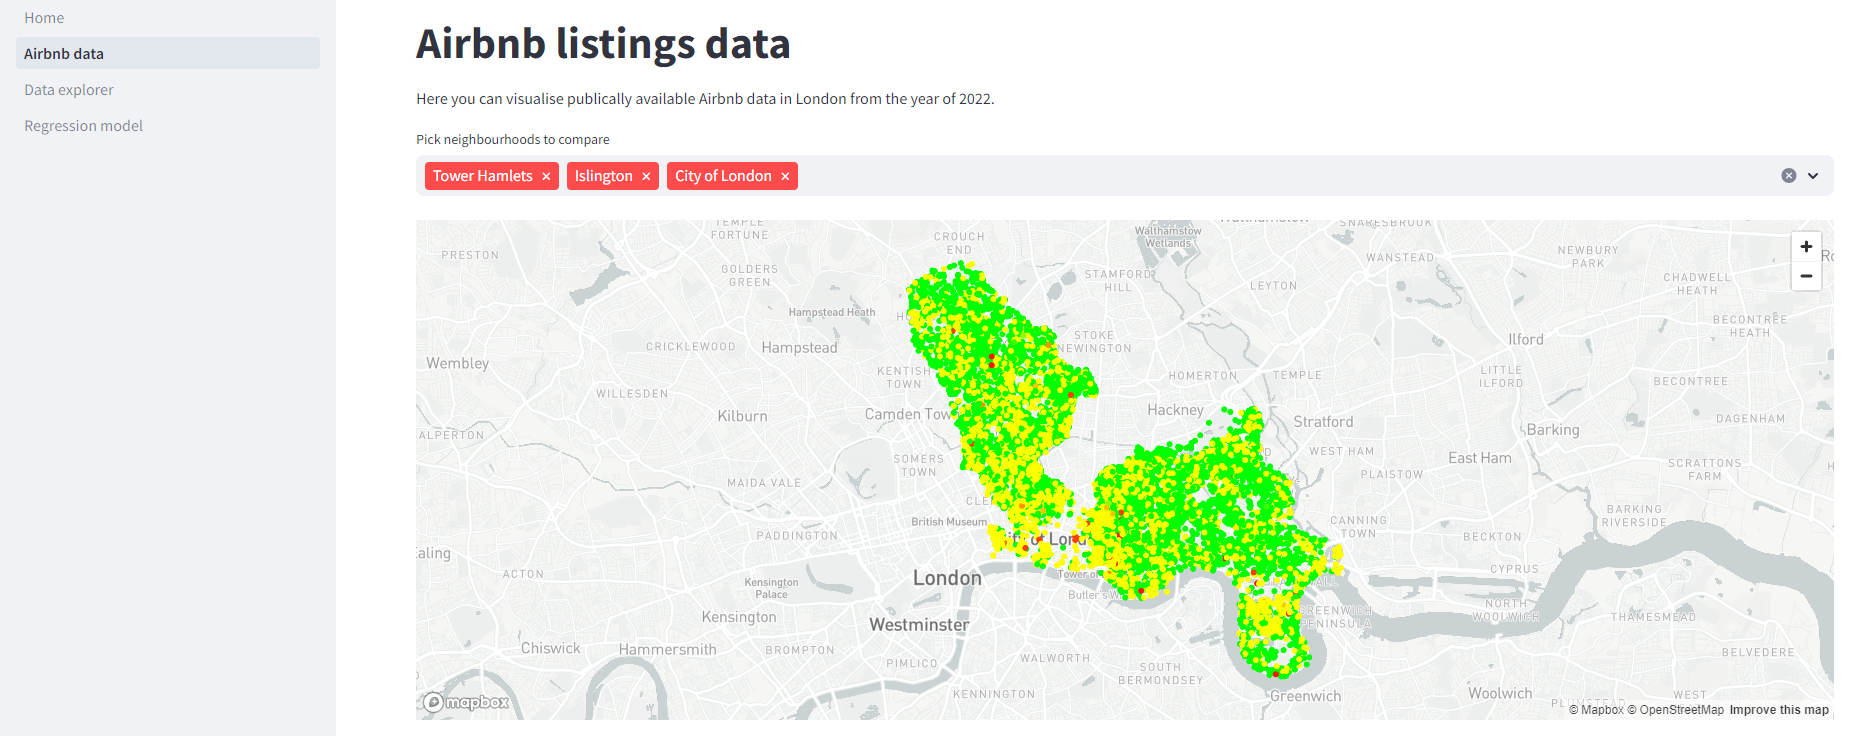 Home
Airbnb data
Data explorer
Regression model
Airbnb listings data
Here you can visualise publically available Airbnb data in London from the year of 2022.
Pick neighbourhoods to compare
Tower Hamlets × Islington × City of London ×
TEMPLE
FORTUNE
CROUCH
END
Walthamstow
Wetlands
SNARESBROOK
PRESTON
GOLDERS
GREEN
STAMFORD
HILL
LEYTON
WANSTEAD
NEWBURY
PARK
CHADWELL
HEATH
Hampstead Heath
BECONTREE
HEATH
CRICKLEWOOD
Hampstead
STOKE
NEWINGTON
Ilford
Wembley
KENTISH
TOWN
HOMERTON
TEMPLE
LITTLE
ILFORD
BECONTREE
WILLESDEN
Kilburn
Camden Tow
Hackney
Stratford
DAGENHAM
ALPERTON
Barking
SOMERS
TOWN
WEST HAM
East Ham
PLAISTOW
SCRATTONS
FARM
MAIDA VALE
CLE
British Museum
PADDINGTON
CANNING
TOWN
BARKING
RIVERSIDE
BECKTON
City of Lond
aling
ACTON
Kensington
Palace
London
Tower of
Butler's W
CYPRUS
Kensington
Westminster
GREENWICH
PENINSULA
NORTH
WOOLWICH
THAMESMEAD
Chiswick
Hammersmith
BROMPTON
PIMLICO
WALWORTH
SOUTH
BERMONDSEY
BELVEDERE
KENNINGTON
Greenwich
Woolwich
PLUMSTEAD
WEST
mapbox
© Mapbox © OpenStreetMap Improve this map